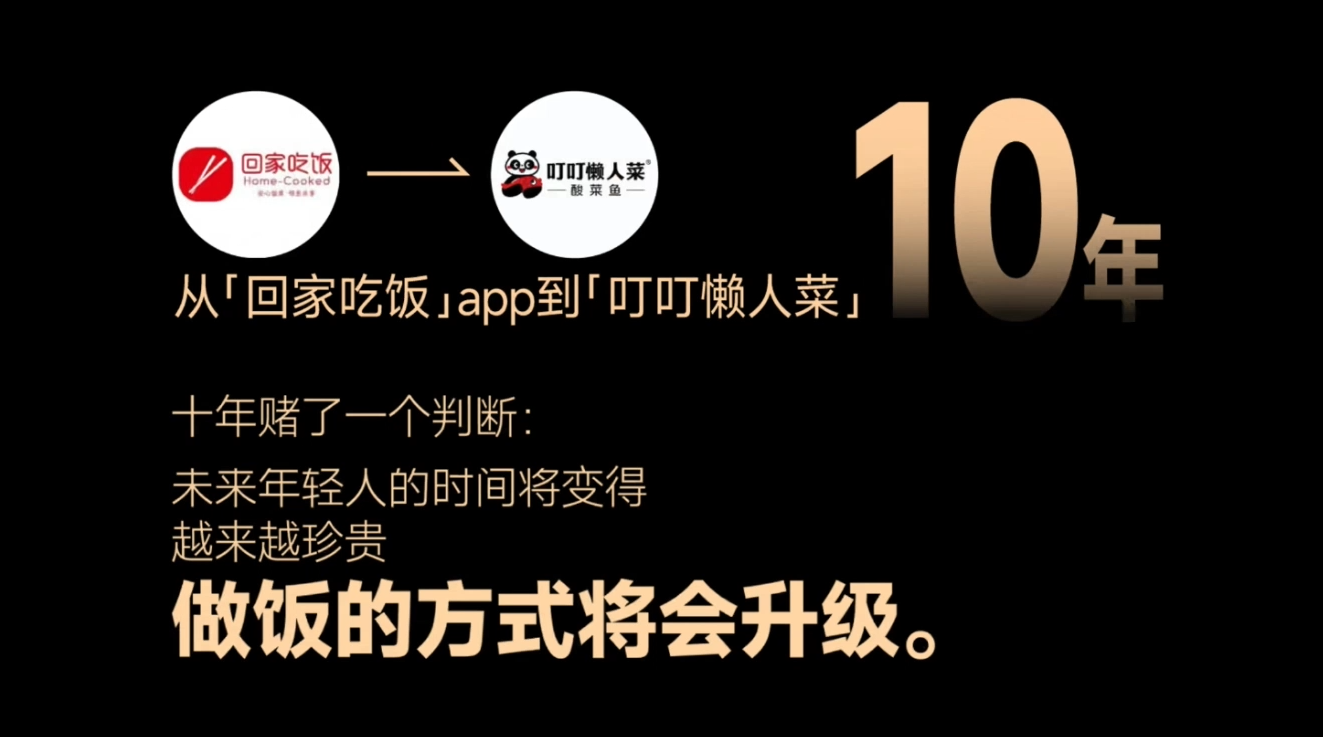 回家吃饭
Home-Cooked
叮叮懒人菜®
酸菜鱼
10年
从「回家吃饭」app到「叮叮懒人菜」
十年赌了一个判断：
未来年轻人的时间将变得
越来越珍贵
做饭的方式将会升级。